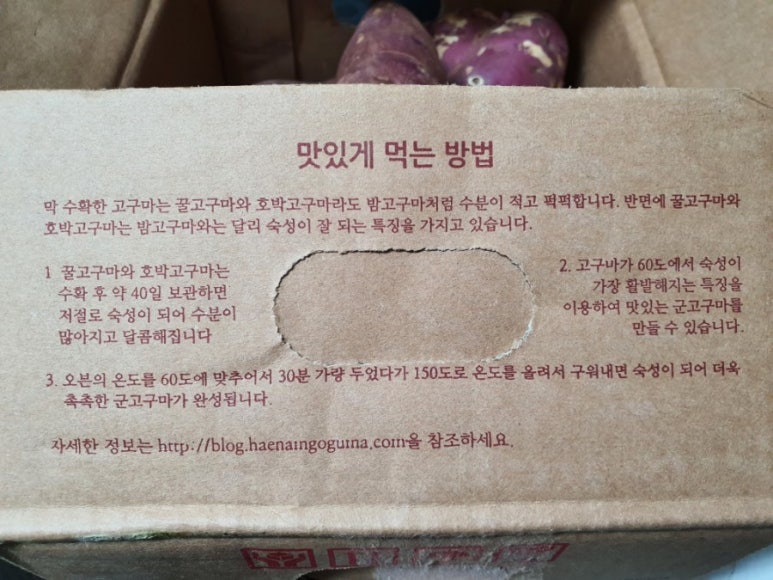 맛있게 먹는 방법
막 수확한 고구마는 꿀고구마와 호박고구마라도 밤고구마처럼 수분이 적고 퍽퍽합니다. 반면에 꿀고구마와
호박고구마는 밤고구마와는 달리 숙성이 잘 되는 특징을 가지고 있습니다.
1 꿀고구마와 호박고구마는
수확 후 약 40일 보관하면
저절로 숙성이 되어 수분이
많아지고 달콤해집니다
2. 고구마가 60도에서 숙성이
가장 활발해지는 특징을
이용하여 맛있는 군고구마를
만들 수 있습니다.
3. 오븐의 온도를 60도에 맞추어서 30분 가량 두었다가 150도로 온도를 올려서 구워내면 숙성이 되어 더욱
촉촉한 군고구마가 완성됩니다.
자세한 정보는 http://blog.haenamgoguma.com을 참조하세요.